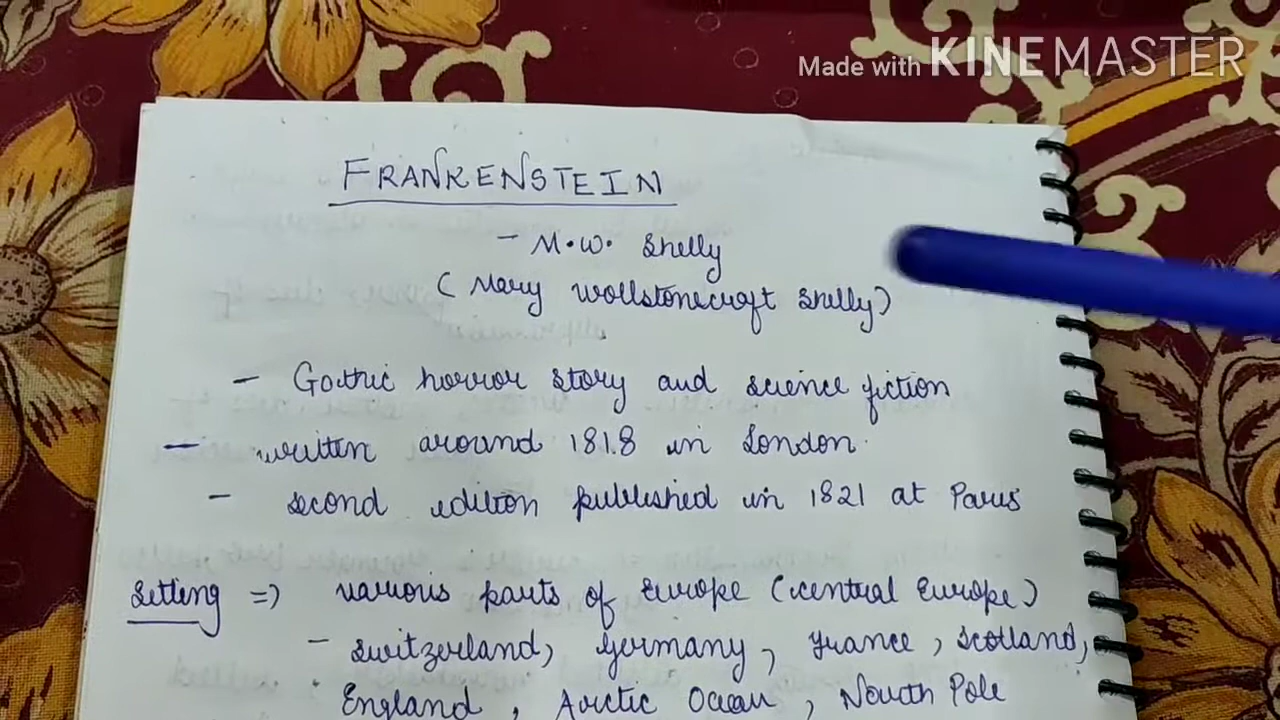 Made with KINEMASTER
FRANKENSTEIN
- M.W. Shelly
(Mary Wollstonecraft Shelly)
- Gothic horror story and science fiction
- written around 1818 in London.
- second edition published in 1821 at Paris
Setting => various parts of Europe (central Europe)
- Switzerland, Germany, France, Scotland,
England, Arctic Ocean, North Pole